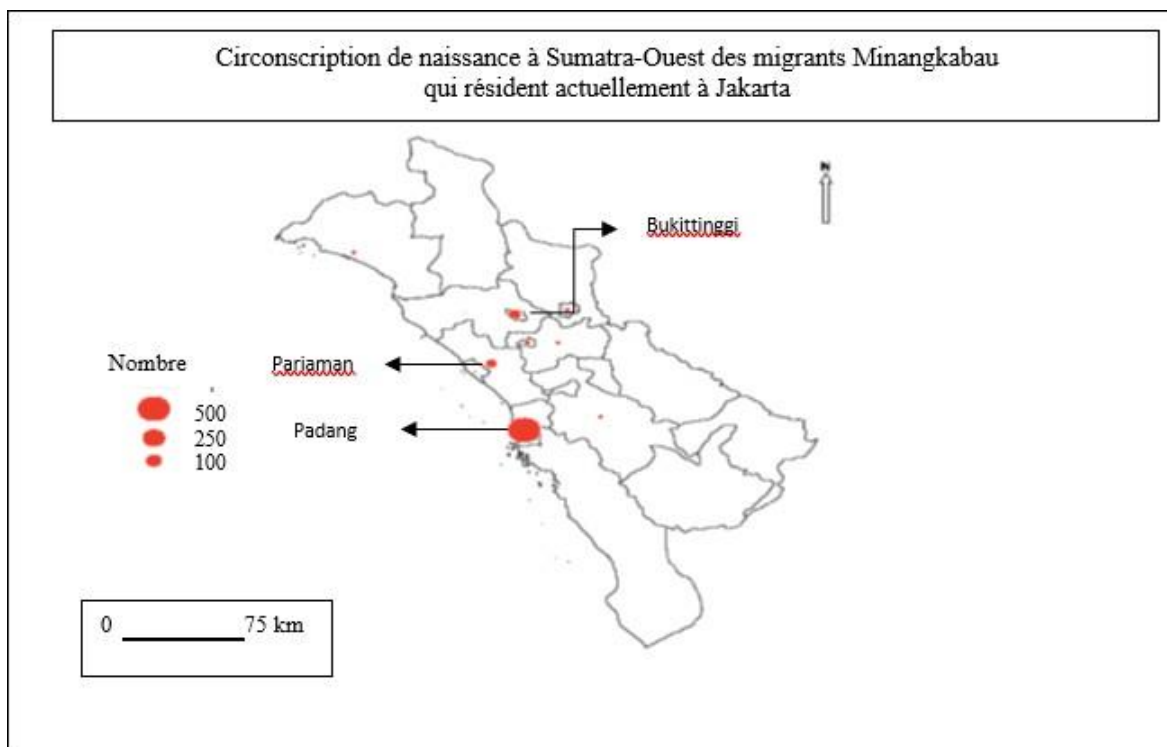 Circonscription de naissance à Sumatra-Ouest des migrants Minangkabau
qui résident actuellement à Jakarta
N
Bukittinggi
Nombre
Pariaman
500
Padang
250
100
0 75 km